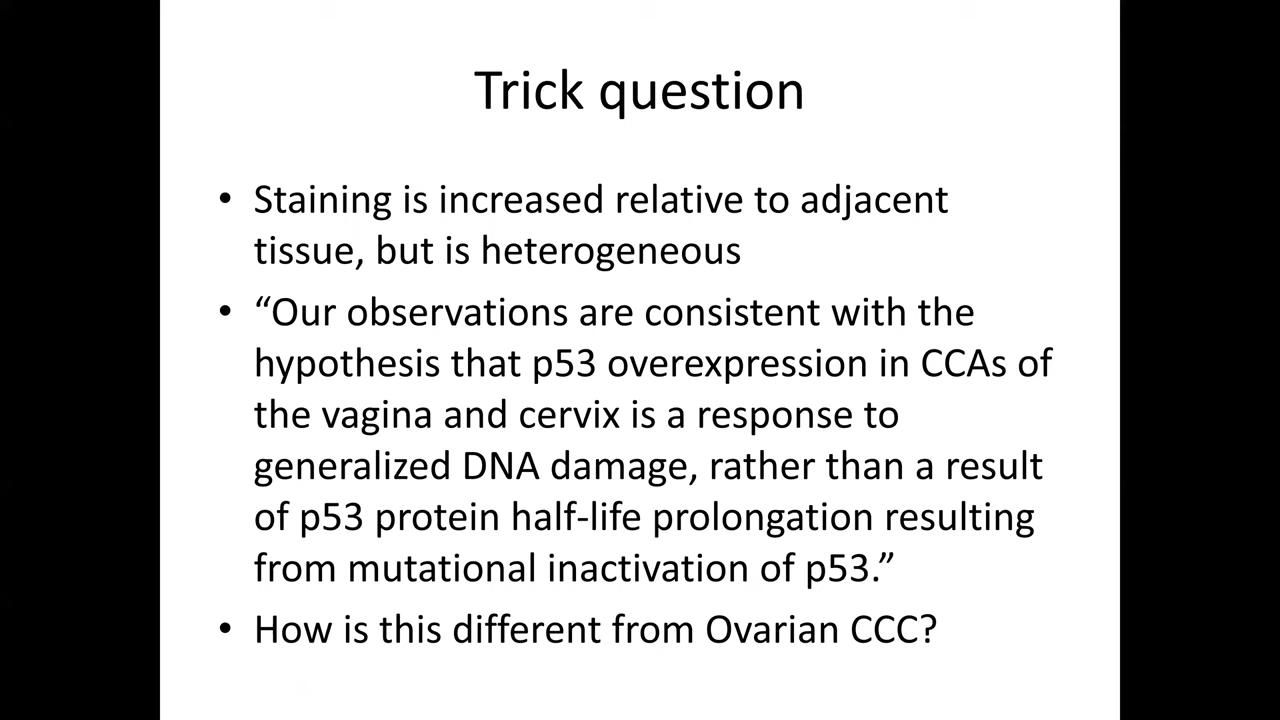 Trick question
• Staining is increased relative to adjacent
tissue, but is heterogeneous
• “Our observations are consistent with the
hypothesis that p53 overexpression in CCAs of
the vagina and cervix is a response to
generalized DNA damage, rather than a result
of p53 protein half-life prolongation resulting
from mutational inactivation of p53.”
• How is this different from Ovarian CCC?